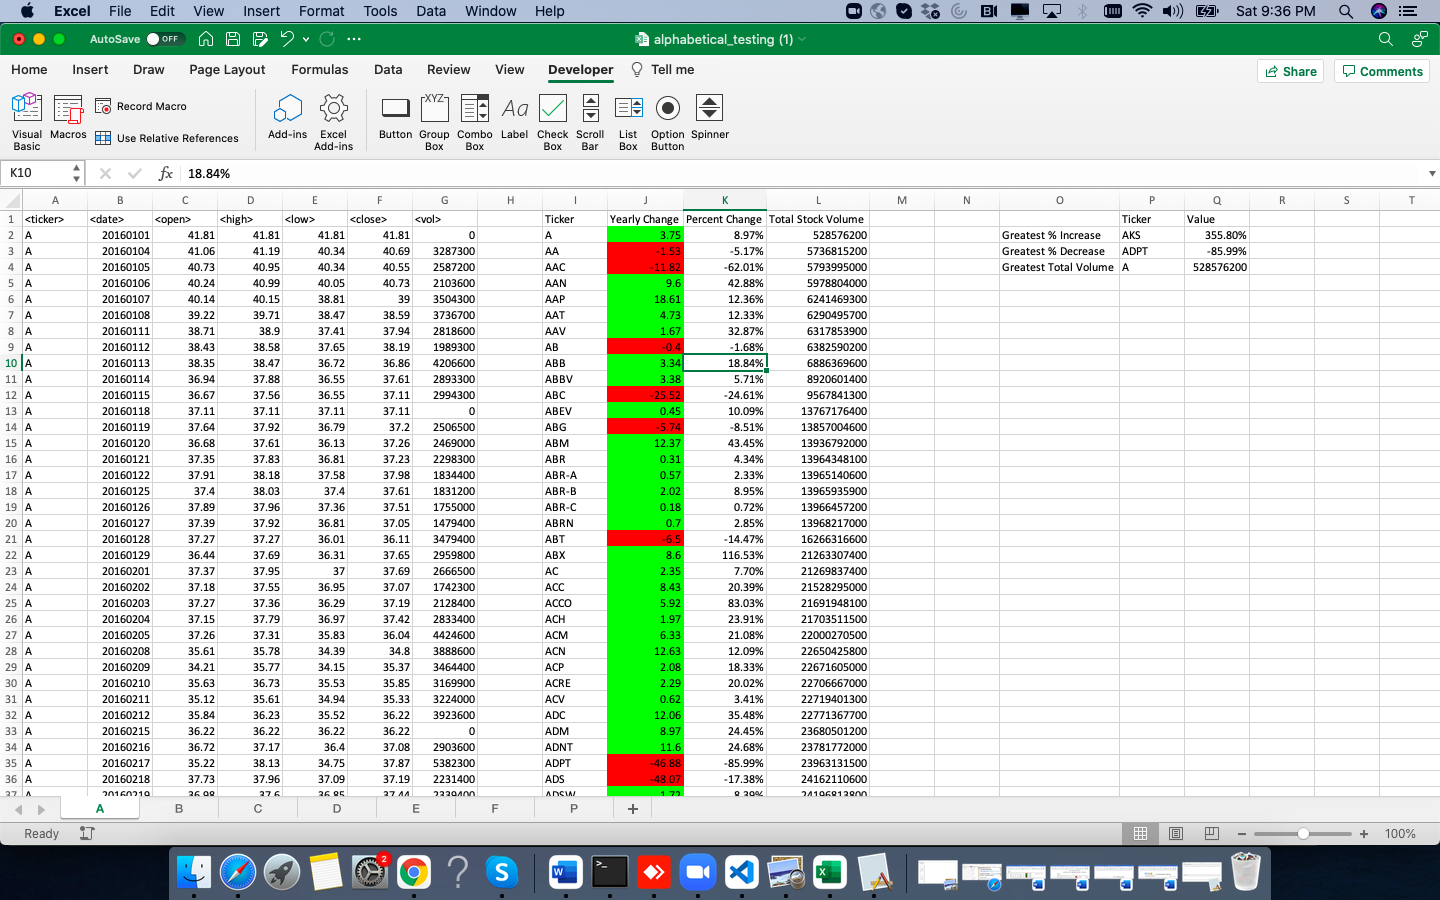 Excel File Edit View Insert Format Tools Data Window Help Sat 9:36 PM
AutoSave OFF alphabetical_testing (1)
Home Insert Draw Page Layout Formulas Data Review View Developer Tell me Share Comments
Visual Basic Macros Record Macro Use Relative References Add-ins Excel Add-ins Button Group Box Combo Box Label Check Box Scroll Bar List Box Option Button Spinner
K10 fx 18.84%
A B C D E F G H I J K L M N O P Q R S T
1 <ticker> <date> <open> <high> <low> <close> <vol> Ticker Yearly Change Percent Change Total Stock Volume Ticker Value
2 A 20160101 41.81 41.81 41.81 41.81 0 A 3.75 8.97% 528576200 Greatest % Increase AKS 355.80%
3 A 20160104 41.06 41.19 40.34 40.69 3287300 AA -1.53 -5.17% 5736815200 Greatest % Decrease ADPT -85.99%
4 A 20160105 40.73 40.95 40.34 40.55 2587200 AAC -11.82 -62.01% 5793995000 Greatest Total Volume A 528576200
5 A 20160106 40.24 40.99 40.05 40.73 2103600 AAN 9.6 42.88% 5978804000
6 A 20160107 40.14 40.15 38.81 39 3504300 AAP 18.61 12.36% 6241469300
7 A 20160108 39.22 39.71 38.47 38.59 3736700 AAT 4.73 12.33% 6290495700
8 A 20160111 38.71 38.9 37.41 37.94 2818600 AAV 1.67 32.87% 6317853900
9 A 20160112 38.43 38.58 37.65 38.19 1989300 AB -0.4 -1.68% 6382590200
10 A 20160113 38.35 38.47 36.72 36.86 4206600 ABB 3.34 18.84% 6886369600
11 A 20160114 36.94 37.88 36.55 37.61 2893300 ABBV 3.38 5.71% 8920601400
12 A 20160115 36.67 37.56 36.55 37.11 2994300 ABC -25.52 -24.61% 9567841300
13 A 20160118 37.11 37.11 37.11 37.11 0 ABEV 0.45 10.09% 13767176400
14 A 20160119 37.64 37.92 36.79 37.2 2506500 ABG -5.74 -8.51% 13857004600
15 A 20160120 36.68 37.61 36.13 37.26 2469000 ABM 12.37 43.45% 13936792000
16 A 20160121 37.35 37.83 36.81 37.23 2298300 ABR 0.31 4.34% 13964348100
17 A 20160122 37.91 38.18 37.58 37.98 1834400 ABR-A 0.57 2.33% 13965140600
18 A 20160125 37.4 38.03 37.4 37.61 1831200 ABR-B 2.02 8.95% 13965935900
19 A 20160126 37.89 37.96 37.36 37.51 1755000 ABR-C 0.18 0.72% 13966457200
20 A 20160127 37.39 37.92 36.81 37.05 1479400 ABRN 0.7 2.85% 13968217000
21 A 20160128 37.27 37.27 36.01 36.11 3479400 ABT -6.5 -14.47% 16266316600
22 A 20160129 36.44 37.69 36.31 37.65 2959800 ABX 8.6 116.53% 21263307400
23 A 20160201 37.37 37.95 37 37.69 2666500 AC 2.35 7.70% 21269837400
24 A 20160202 37.18 37.55 36.95 37.07 1742300 ACC 8.43 20.39% 21528295000
25 A 20160203 37.27 37.36 36.29 37.19 2128400 ACCO 5.92 83.03% 21691948100
26 A 20160204 37.15 37.79 36.97 37.42 2833400 ACH 1.97 23.91% 21703511500
27 A 20160205 37.26 37.31 35.83 36.04 4424600 ACM 6.33 21.08% 22000270500
28 A 20160208 35.61 35.78 34.39 34.8 3888600 ACN 12.63 12.09% 22650425800
29 A 20160209 34.21 35.77 34.15 35.37 3464400 ACP 2.08 18.33% 22671605000
30 A 20160210 35.63 36.73 35.53 35.85 3169900 ACRE 2.29 20.02% 22706667000
31 A 20160211 35.12 35.61 34.94 35.33 3224000 ACV 0.62 3.41% 22719401300
32 A 20160212 35.84 36.23 35.52 36.22 3923600 ADC 12.06 35.48% 22771367700
33 A 20160215 36.22 36.22 36.22 36.22 0 ADM 8.97 24.45% 23680501200
34 A 20160216 36.72 37.17 36.4 37.08 2903600 ADNT 11.6 24.68% 23781772000
35 A 20160217 35.22 38.13 34.75 37.87 5382300 ADPT -46.88 -85.99% 23963131500
36 A 20160218 37.73 37.96 37.09 37.19 2231400 ADS -48.07 -17.38% 24162110600
37 A 20160219 36.98 37.6 36.85 37.44 2339400 ADSW 1.72 8.39% 24196813800
A B C D E F P
Ready 100%